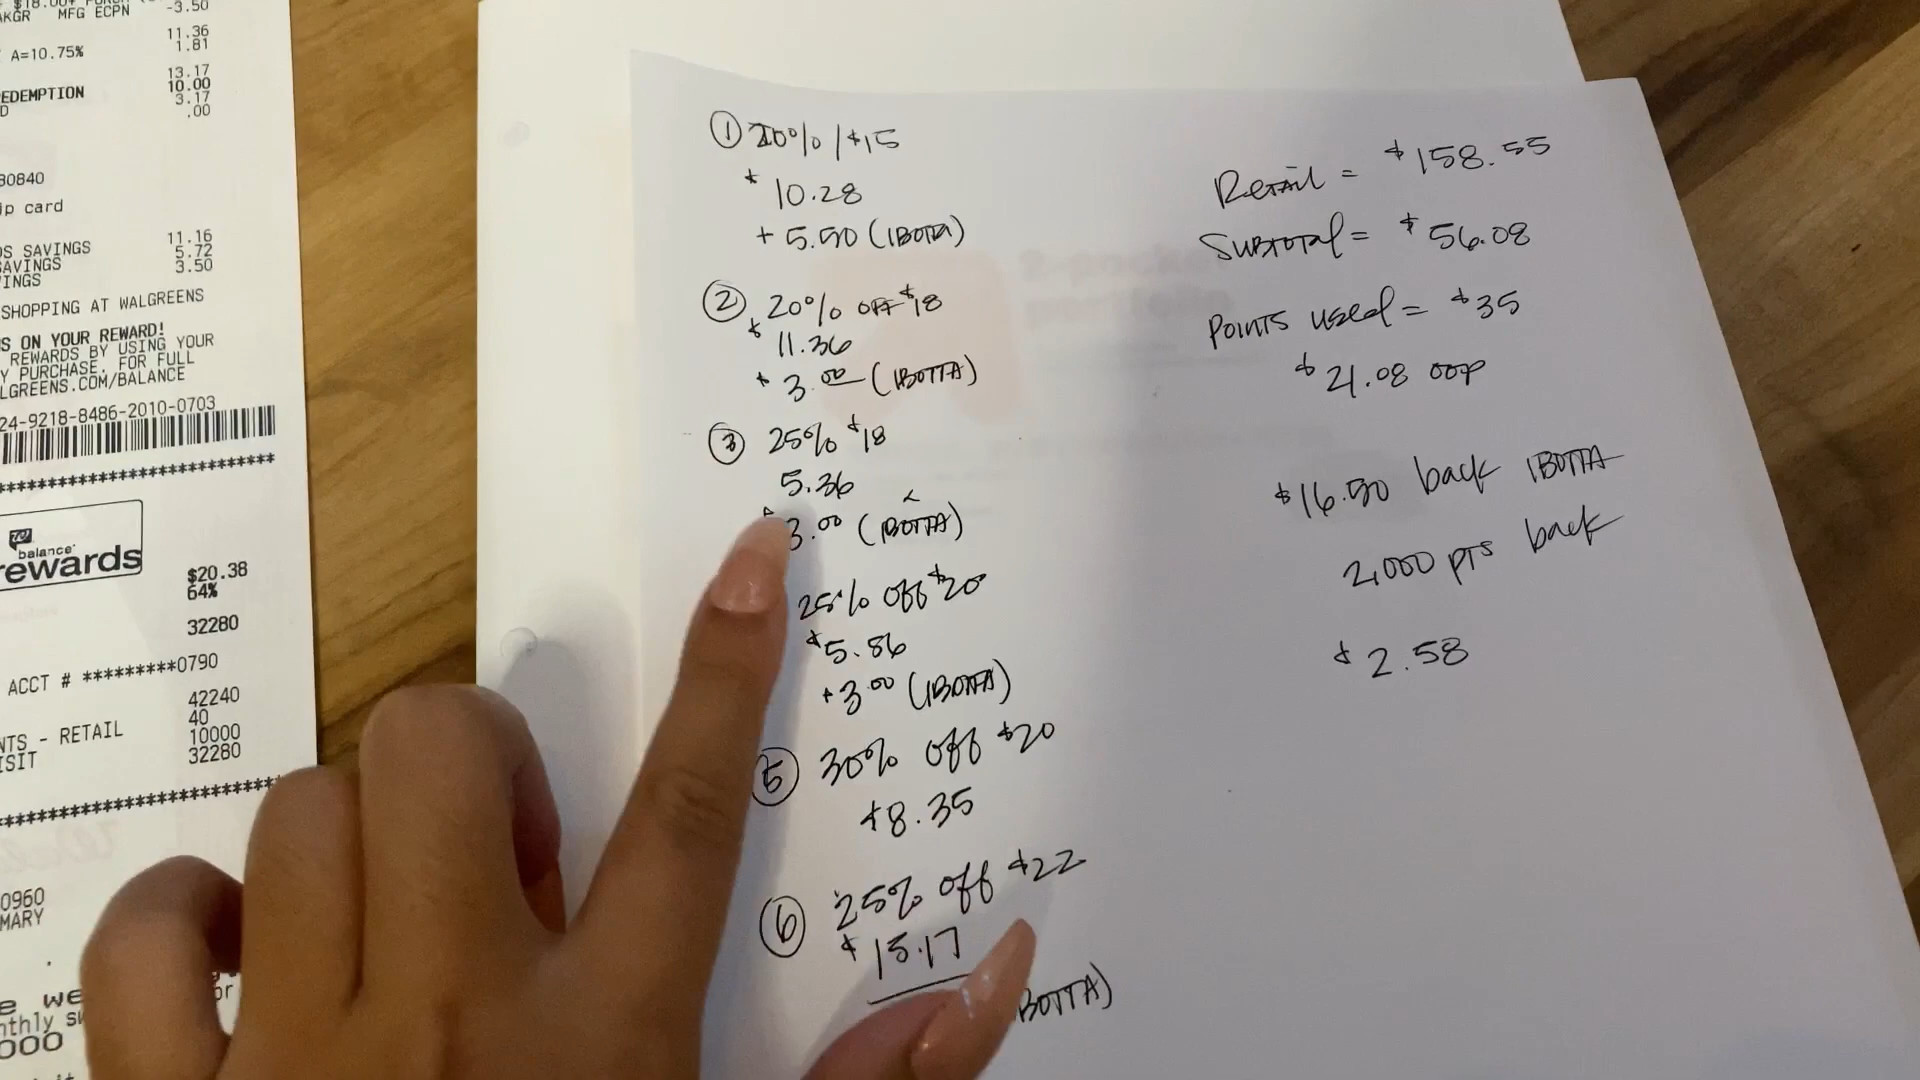 MFG ECPN -3.50
11.36
A=10.75% 1.81
13.17
EDEMPTION 10.00
3.17
.00
80840
ip card
11.16
DS SAVINGS 5.72
SAVINGS 3.50
INGS
SHOPPING AT WALGREENS
S ON YOUR REWARD!
REWARDS BY USING YOUR
Y PURCHASE. FOR FULL
LGREENS.COM/BALANCE
24-9218-8486-2010-0703
********************************
balance
rewards
$20.38
64%
32280
ACCT # *********0790
42240
40
NTS - RETAIL 10000
ISIT 32280
********************************
0960
MARY
e we
nthly
000
① 20% / $15
$ 10.28
+ 5.50 (IBOTTA)
② 20% OFF $18
$ 11.36
+ 3.00 (IBOTTA)
③ 25% $18
5.36
3.00 (IBOTTA)
25% off $20
$5.86
+3.00 (IBOTTA)
⑤ 30% off $20
$8.35
⑥ 25% off $22
$15.17
BOTTA)
Retail = $158.55
Subtotal = $56.08
Points used = $35
$21.08 OOP
$16.50 back IBOTTA
2,000 pts back
$2.58